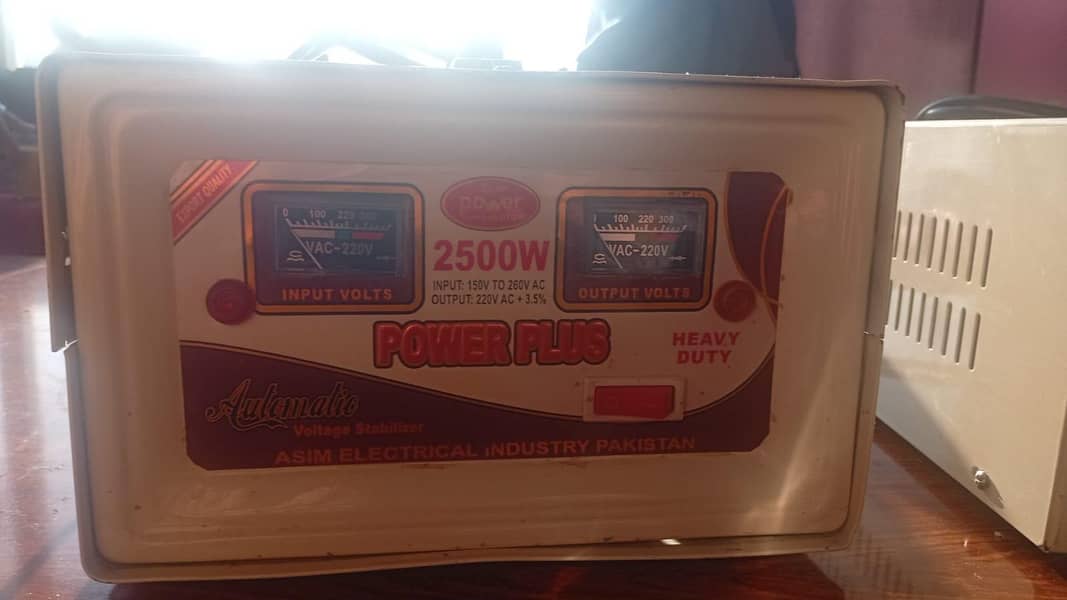 EXPORT QUALITY
0 100 220 300
VAC-220V
INPUT VOLTS
power
2500W
INPUT: 150V TO 260V AC
OUTPUT: 220V AC + 3.5%
100 220 300
VAC-220V
OUTPUT VOLTS
POWER PLUS
HEAVY
DUTY
Automatic
Voltage Stabilizer
ASIM ELECTRICAL INDUSTRY PAKISTAN